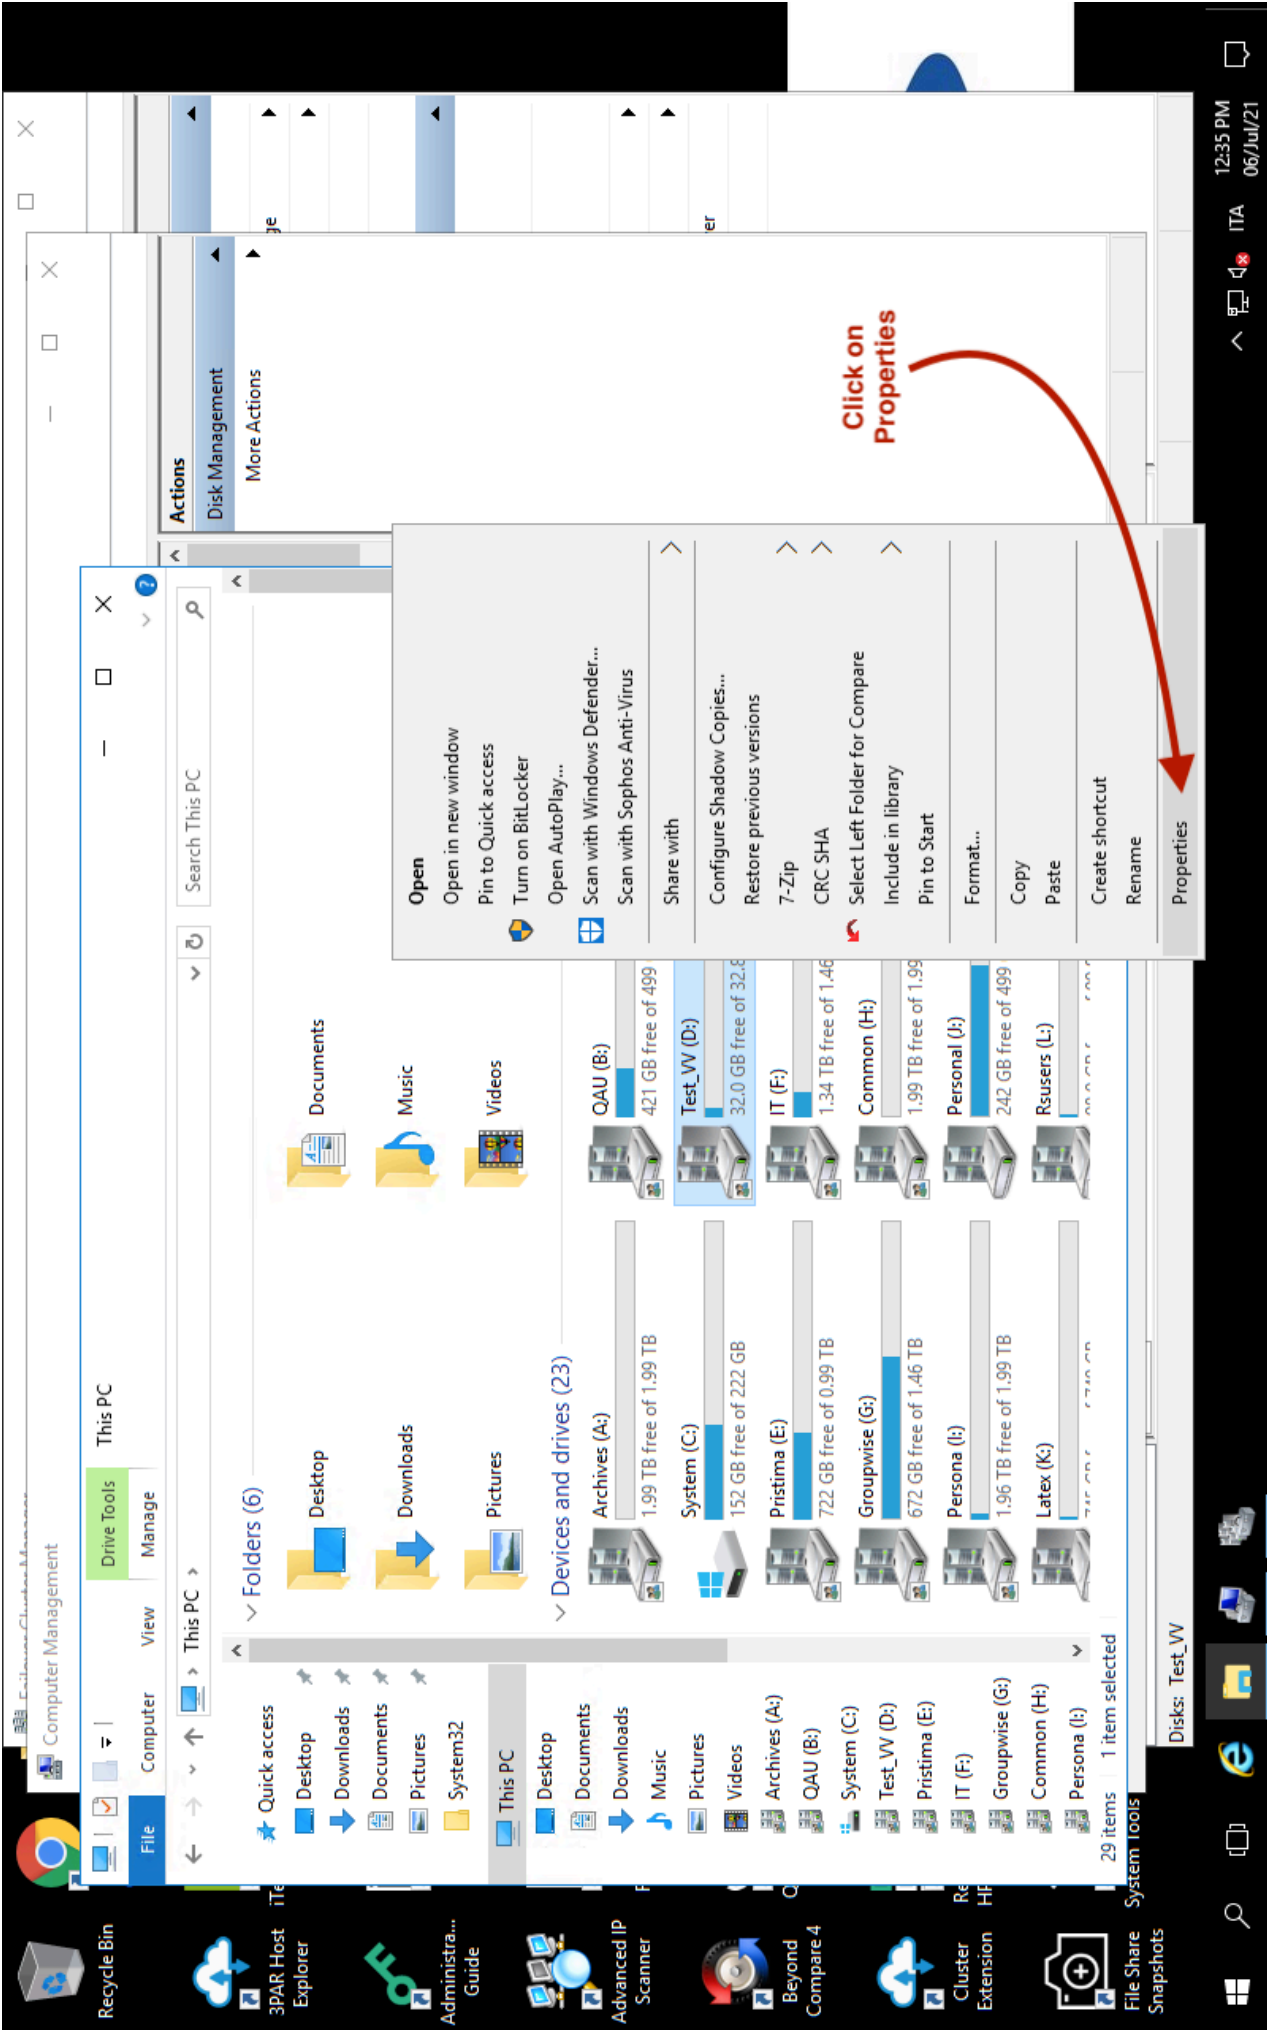 Recycle Bin
3PAR Host
Explorer
Administra...
Guide
Advanced IP
Scanner
Beyond
Compare 4
Cluster
Extension
File Share
Snapshots
System Tools
Computer Management
This PC
Drive Tools
File
Computer
View
Manage
This PC
Search This PC
Quick access
Desktop
Downloads
Documents
Pictures
System32
This PC
Desktop
Documents
Downloads
Music
Pictures
Videos
Archives (A:)
QAU (B:)
System (C:)
Test_VV (D:)
Pristima (E:)
IT (F:)
Groupwise (G:)
Common (H:)
Persona (I:)
29 items
1 item selected
Folders (6)
Desktop
Documents
Downloads
Music
Pictures
Videos
Devices and drives (23)
Archives (A:)
1.99 TB free of 1.99 TB
QAU (B:)
421 GB free of 499
System (C:)
152 GB free of 222 GB
Test_VV (D:)
32.0 GB free of 32.8
Pristima (E:)
722 GB free of 0.99 TB
IT (F:)
1.34 TB free of 1.46
Groupwise (G:)
672 GB free of 1.46 TB
Common (H:)
1.99 TB free of 1.99
Persona (I:)
1.96 TB free of 1.99 TB
Personal (J:)
242 GB free of 499
Latex (K:)
Rsusers (L:)
Open
Open in new window
Pin to Quick access
Turn on BitLocker
Open AutoPlay...
Scan with Windows Defender...
Scan with Sophos Anti-Virus
Share with
Configure Shadow Copies...
Restore previous versions
7-Zip
CRC SHA
Select Left Folder for Compare
Include in library
Pin to Start
Format...
Copy
Paste
Create shortcut
Rename
Properties
Click on
Properties
Actions
Disk Management
More Actions
Disks: Test_VV
ITA
12:35 PM
06/Jul/21